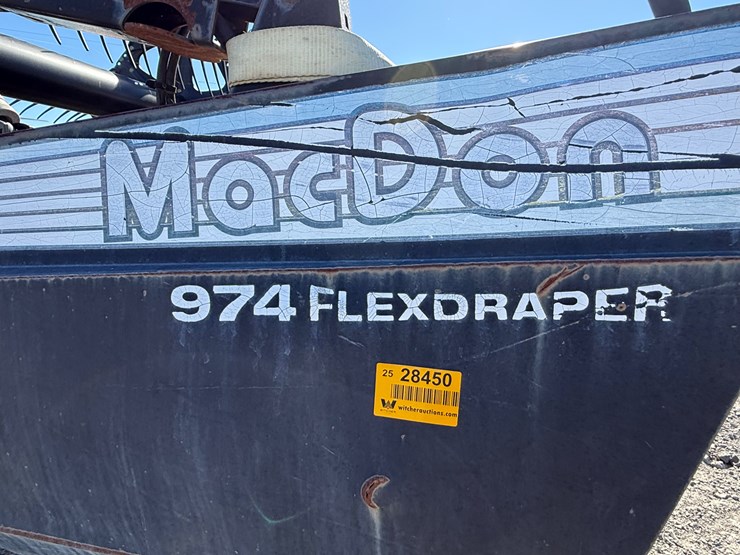 MacDon
974 FLEXDRAPER
25 28450
W witcherauctions.com